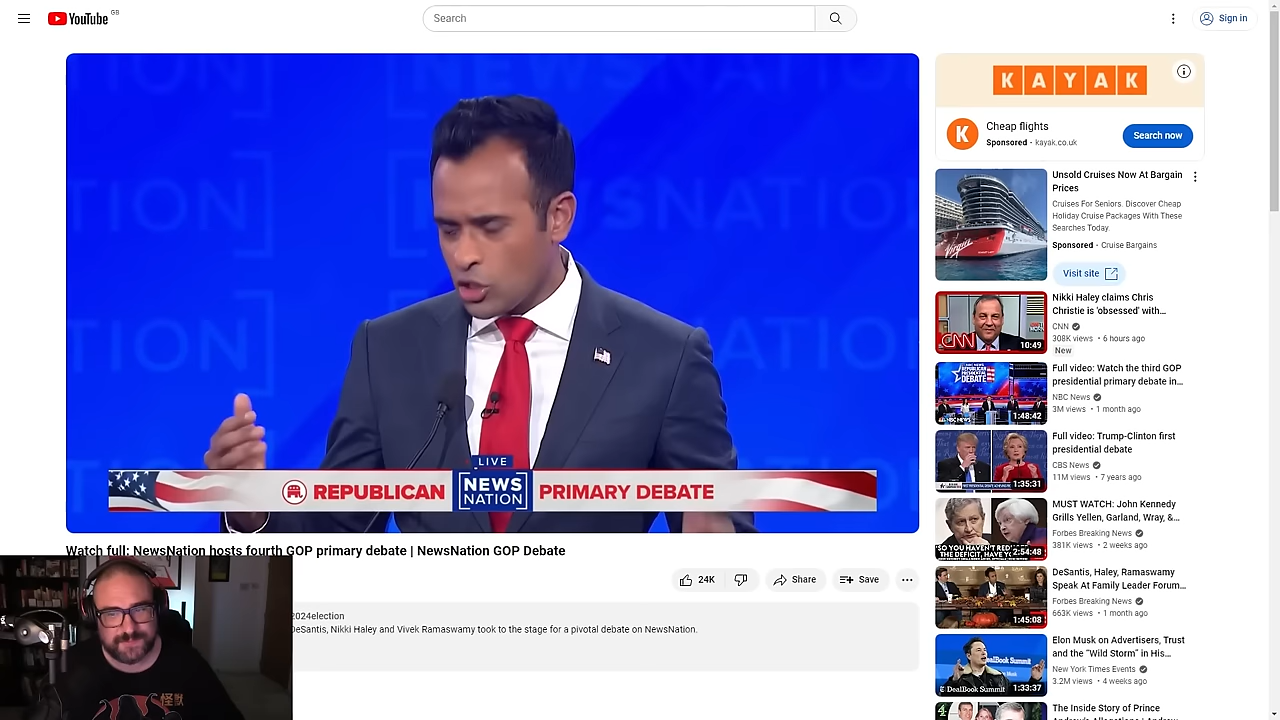 YouTube GB
Search
Sign in
NEWSNATION
LIVE
REPUBLICAN
NEWS
NATION
PRIMARY DEBATE
Watch full: NewsNation hosts fourth GOP primary debate | NewsNation GOP Debate
24K
Share
Save
2024election
DeSantis, Nikki Haley and Vivek Ramaswamy took to the stage for a pivotal debate on NewsNation.
怪獣
KAYAK
K
Cheap flights
Sponsored · kayak.co.uk
Search now
Unsold Cruises Now At Bargain
Prices
Cruises For Seniors. Discover Cheap
Holiday Cruise Packages With These
Searches Today.
Sponsored · Cruise Bargains
Visit site
Virgin
CNN
10:49
Nikki Haley claims Chris
Christie is 'obsessed' with...
CNN
308K views • 6 hours ago
New
1:48:42
Full video: Watch the third GOP
presidential primary debate in...
NBC News
3M views • 1 month ago
1:35:31
Full video: Trump-Clinton first
presidential debate
CBS News
11M views • 7 years ago
2:54:48
MUST WATCH: John Kennedy
Grills Yellen, Garland, Wray, &...
Forbes Breaking News
381K views • 2 weeks ago
1:45:08
DeSantis, Haley, Ramaswamy
Speak At Family Leader Forum...
Forbes Breaking News
663K views • 1 month ago
DealBook Summit
1:33:37
Elon Musk on Advertisers, Trust
and the “Wild Storm” in His...
New York Times Events
3.2M views • 4 weeks ago
The Inside Story of Prince